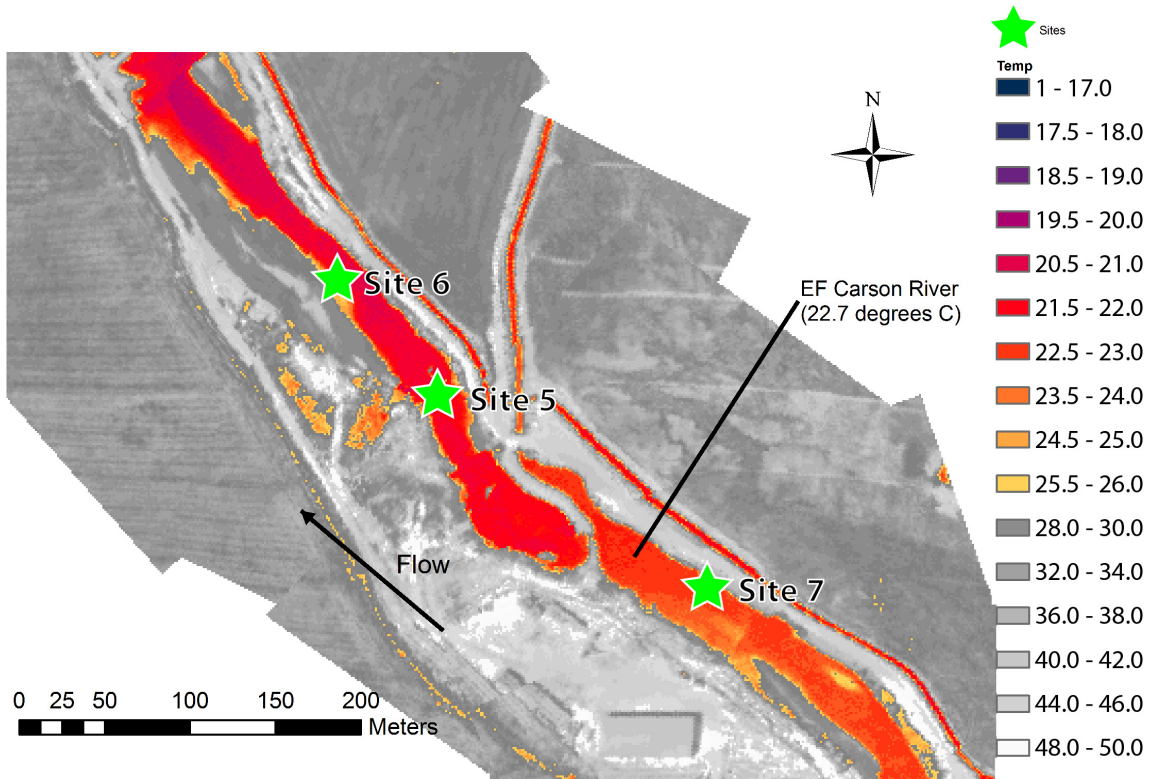 Sites
Temp
1 - 17.0
17.5 - 18.0
18.5 - 19.0
19.5 - 20.0
20.5 - 21.0
21.5 - 22.0
22.5 - 23.0
23.5 - 24.0
24.5 - 25.0
25.5 - 26.0
28.0 - 30.0
32.0 - 34.0
36.0 - 38.0
40.0 - 42.0
44.0 - 46.0
48.0 - 50.0
N
EF Carson River
(22.7 degrees C)
Site 6
Site 5
Site 7
Flow
0 25 50 100 150 200
Meters